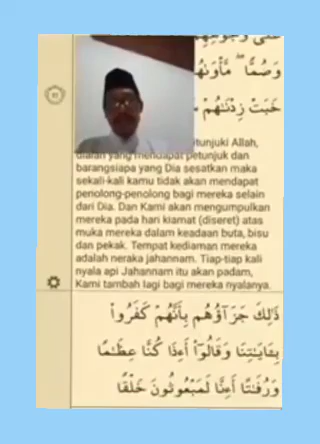 وَصُمًّا ۖ مَّأْوَىٰهُمْ
خَبَتْ زِدْنَٰهُمْ
tunjuki Allah,
dialah yang mendapat petunjuk dan
barangsiapa yang Dia sesatkan maka
sekali-kali kamu tidak akan mendapat
penolong-penolong bagi mereka selain
dari Dia. Dan Kami akan mengumpulkan
mereka pada hari kiamat (diseret) atas
muka mereka dalam keadaan buta, bisu
dan pekak. Tempat kediaman mereka
adalah neraka jahannam. Tiap-tiap kali
nyala api Jahannam itu akan padam,
Kami tambah lagi bagi mereka nyalanya.
ذَٰلِكَ جَزَآؤُهُم بِأَنَّهُمْ كَفَرُوا۟
بِـَٔايَٰتِنَا وَقَالُوٓا۟ أَءِذَا كُنَّا عِظَٰمًا
وَرُفَٰتًا أَءِنَّا لَمَبْعُوثُونَ خَلْقًا